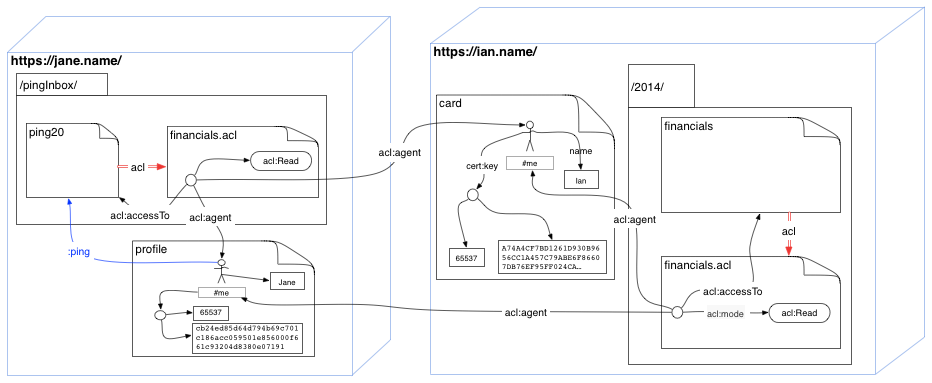 https://jane.name/
/pingInbox/
ping20
acl
financials.acl
acl:Read
acl:accessTo
acl:agent
:ping
profile
Jane
#me
65537
cb24ed85d64d794b69c701
c186acc059501e856000f6
61c93204d8380e07191
acl:agent
https://ian.name/
card
cert:key
name
#me
Ian
65537
A74A4CF7BD1261D930B96
56CC1A457C79ABE6F8660
7DB76EF95FF024CA…
acl:agent
acl:agent
/2014/
financials
acl
financials.acl
acl:accessTo
acl:mode
acl:Read